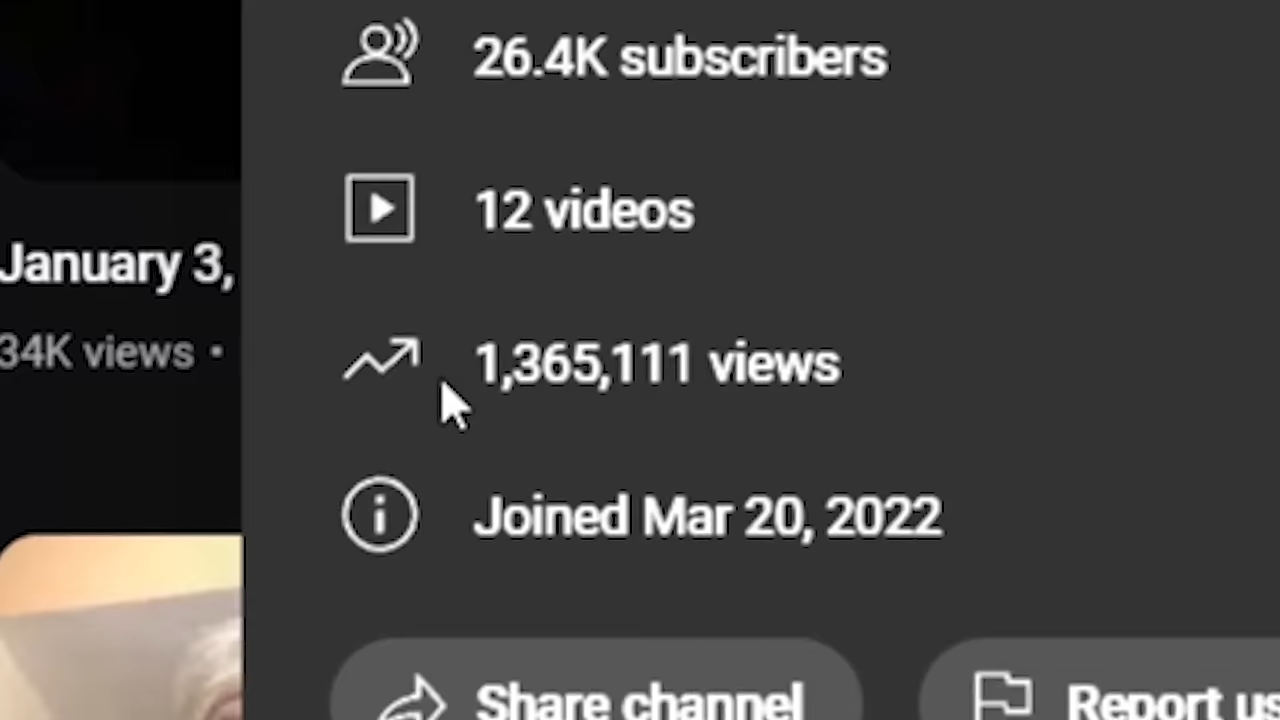 26.4K subscribers
12 videos
January 3,
34K views •
1,365,111 views
Joined Mar 20, 2022
Share channel
Report us